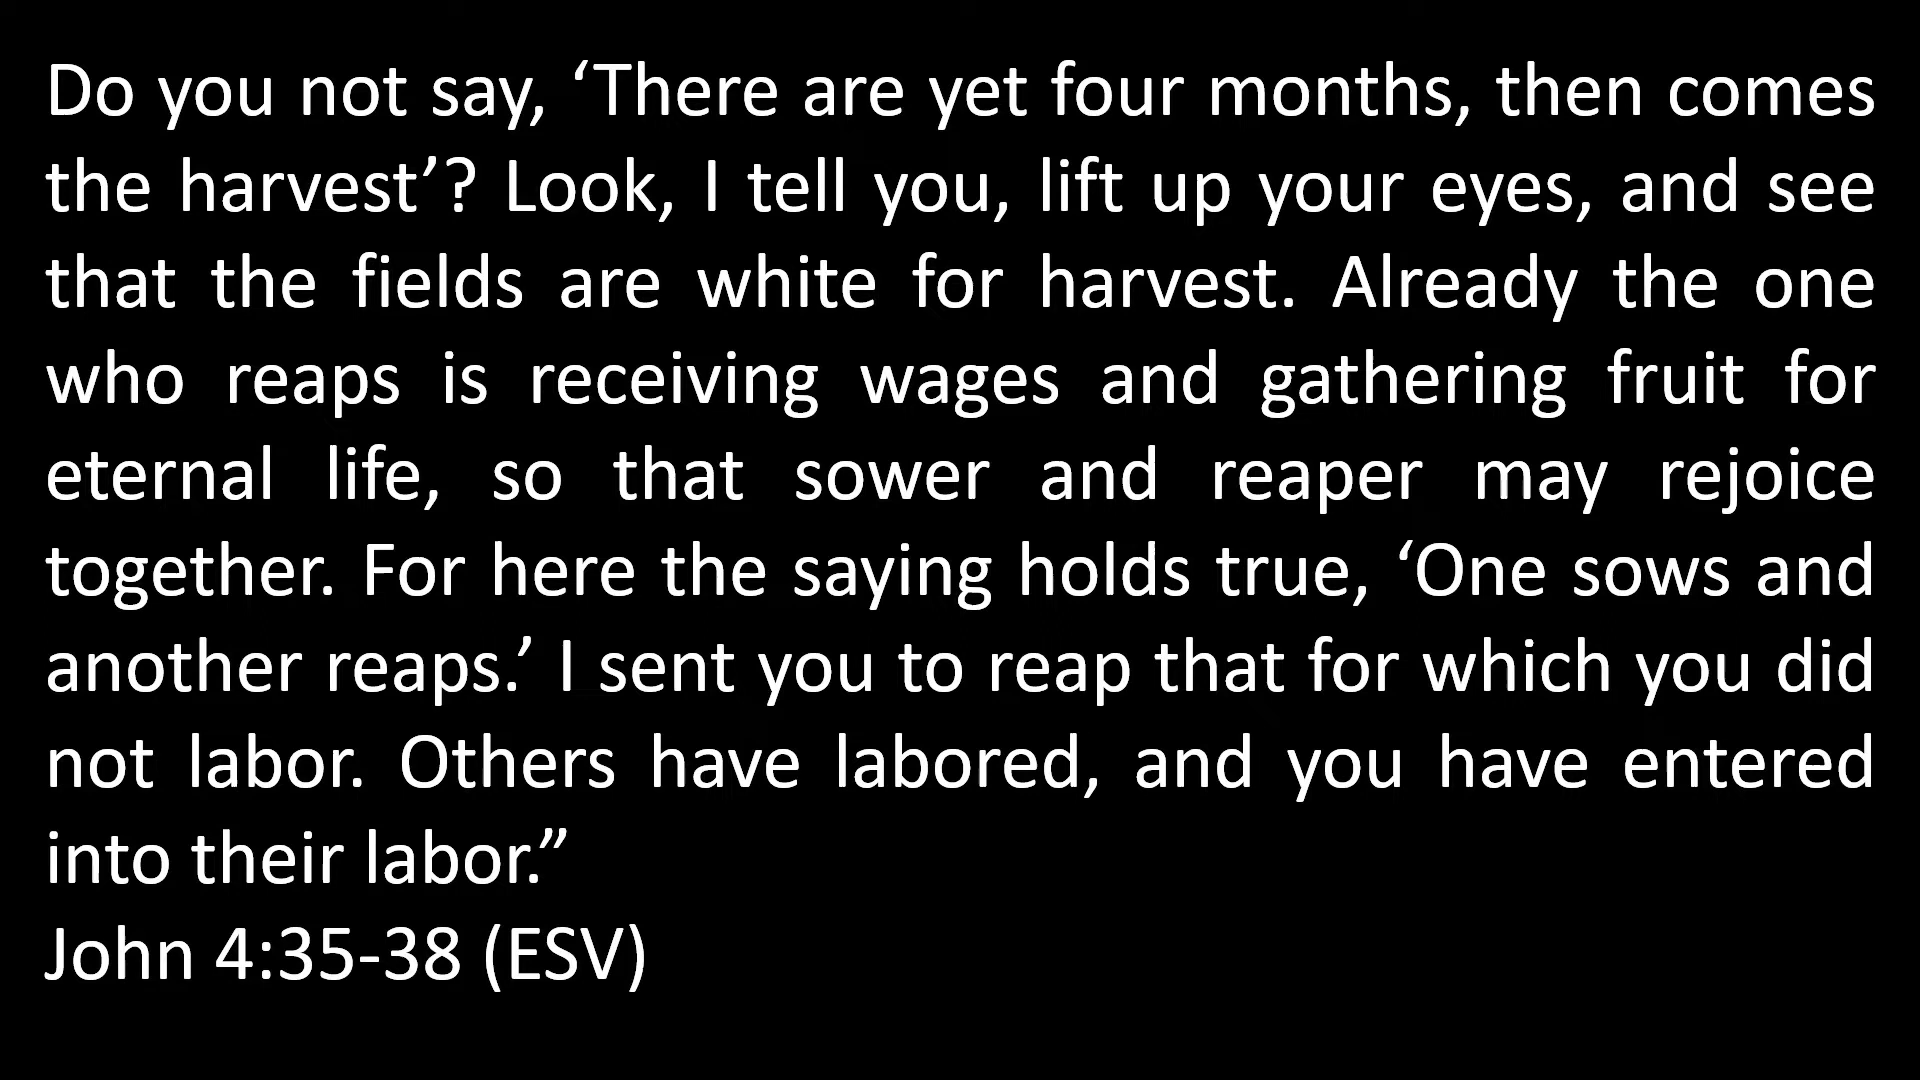 Do you not say, ‘There are yet four months, then comes
the harvest’? Look, I tell you, lift up your eyes, and see
that the fields are white for harvest. Already the one
who reaps is receiving wages and gathering fruit for
eternal life, so that sower and reaper may rejoice
together. For here the saying holds true, ‘One sows and
another reaps.’ I sent you to reap that for which you did
not labor. Others have labored, and you have entered
into their labor.”
John 4:35-38 (ESV)